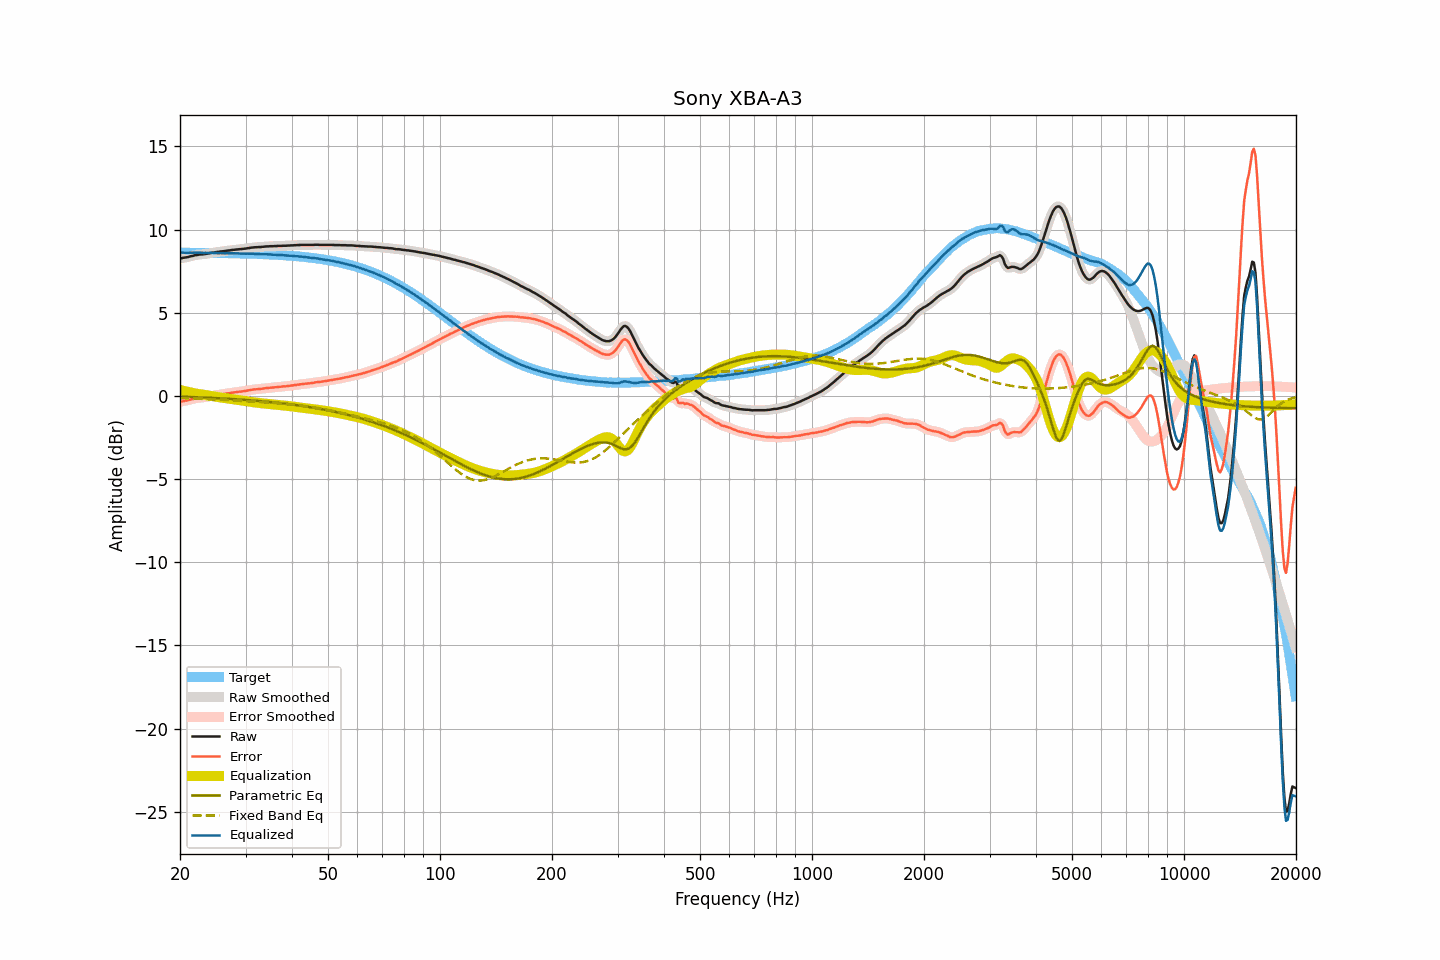 Sony XBA-A3
Amplitude (dBr)
15
10
5
0
−5
−10
−15
−20
−25
Target
Raw Smoothed
Error Smoothed
Raw
Error
Equalization
Parametric Eq
Fixed Band Eq
Equalized
20 50 100 200 500 1000 2000 5000 10000 20000
Frequency (Hz)